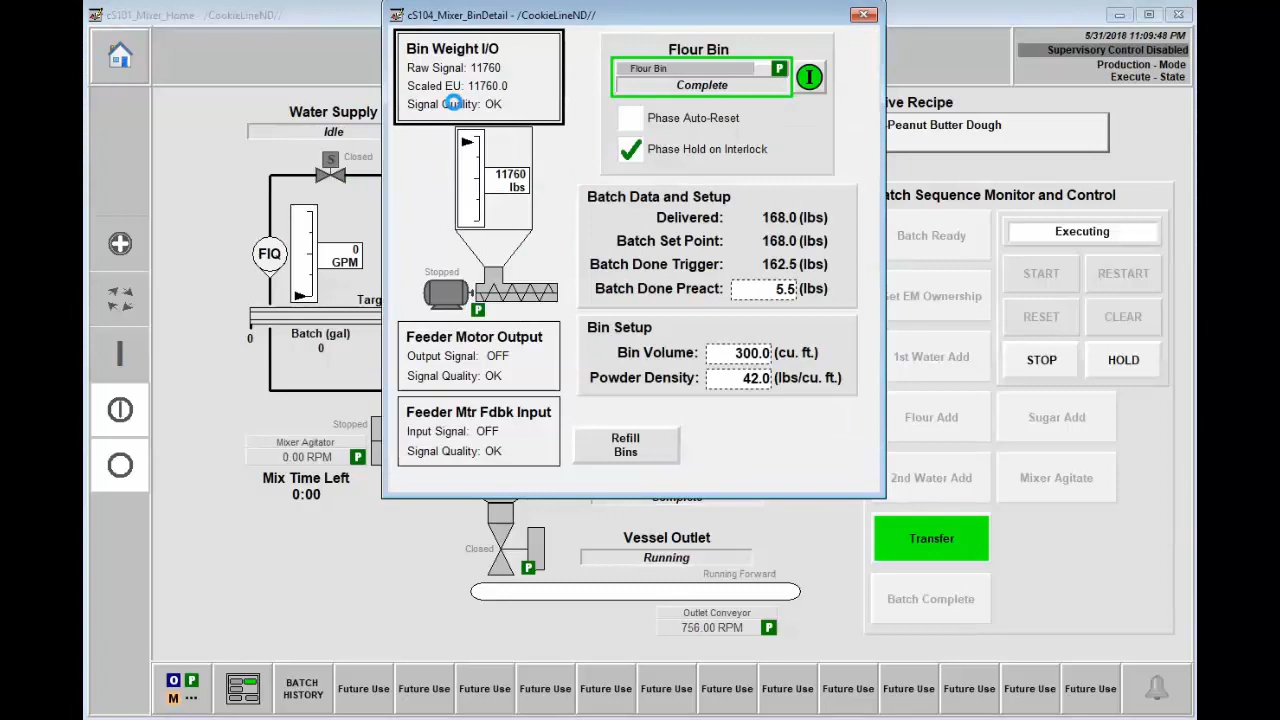 cS101_Mixer_Home - /CookieLineND//
cS104_Mixer_BinDetail - /CookieLineND//
5/31/2018 11:09:48 PM
Supervisory Control Disabled
Production - Mode
Execute - State
Bin Weight I/O
Raw Signal: 11760
Scaled EU: 11760.0
Signal Quality: OK
11760
lbs
Stopped
P
Feeder Motor Output
Output Signal: OFF
Signal Quality: OK
Feeder Mtr Fdbk Input
Input Signal: OFF
Signal Quality: OK
Flour Bin
Flour Bin P
Complete
I
Phase Auto-Reset
Phase Hold on Interlock
Batch Data and Setup
Delivered: 168.0 (lbs)
Batch Set Point: 168.0 (lbs)
Batch Done Trigger: 162.5 (lbs)
Batch Done Preact: 5.5 (lbs)
Bin Setup
Bin Volume: 300.0 (cu. ft.)
Powder Density: 42.0 (lbs/cu. ft.)
Refill
Bins
Water Supply
Idle
S Closed
FIQ
0
GPM
Targ
0
Batch (gal)
0
Stopped
Mixer Agitator
0.00 RPM P
Mix Time Left
0:00
Complete
Closed
P
Vessel Outlet
Running
Running Forward
Outlet Conveyor
756.00 RPM P
ive Recipe
Peanut Butter Dough
atch Sequence Monitor and Control
Batch Ready
Executing
START RESTART
et EM Ownership
RESET CLEAR
1st Water Add
STOP HOLD
Flour Add Sugar Add
2nd Water Add Mixer Agitate
Transfer
Batch Complete
O P
M ...
BATCH
HISTORY
Future Use Future Use Future Use Future Use Future Use Future Use Future Use Future Use Future Use Future Use Future Use Future Use Future Use